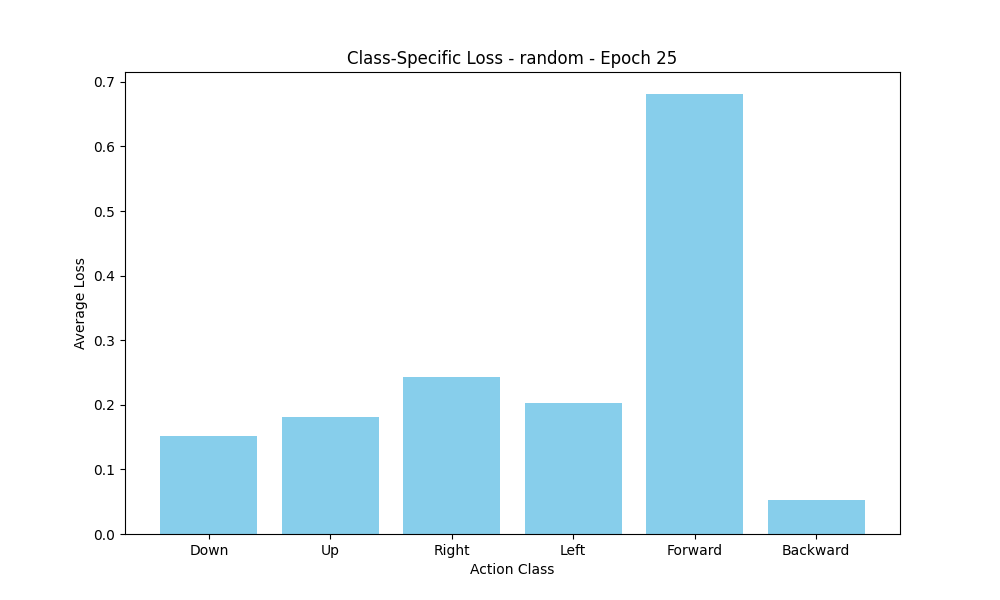 Class-Specific Loss - random - Epoch 25
0.7
0.6
0.5
0.4
0.3
0.2
0.1
0.0
Average Loss
Down Up Right Left Forward Backward
Action Class